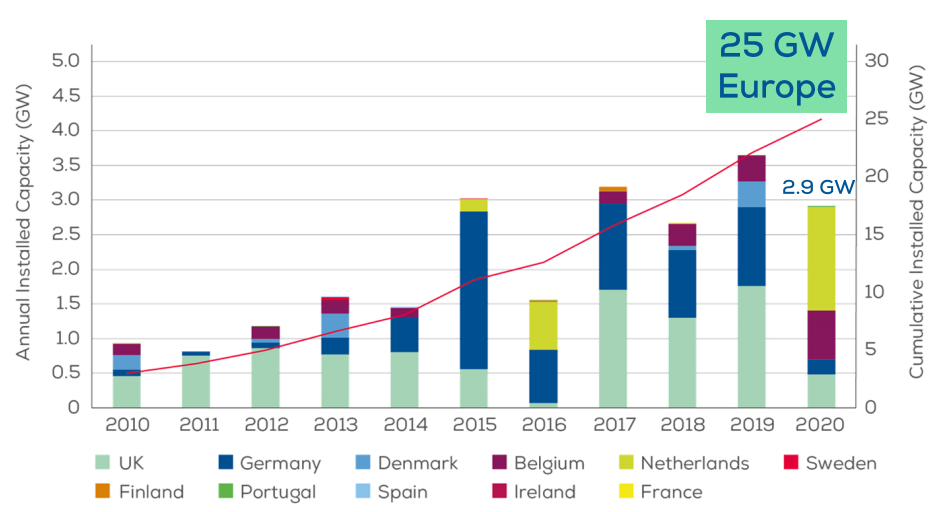 25 GW
Europe
Annual Installed Capacity (GW)
5.0
4.5
4.0
3.5
3.0
2.5
2.0
1.5
1.0
0.5
0
2.9 GW
30
25
20
15
10
5
0
Cumulative Installed Capacity (GW)
2010 2011 2012 2013 2014 2015 2016 2017 2018 2019 2020
UK Germany Denmark Belgium Netherlands Sweden
Finland Portugal Spain Ireland France